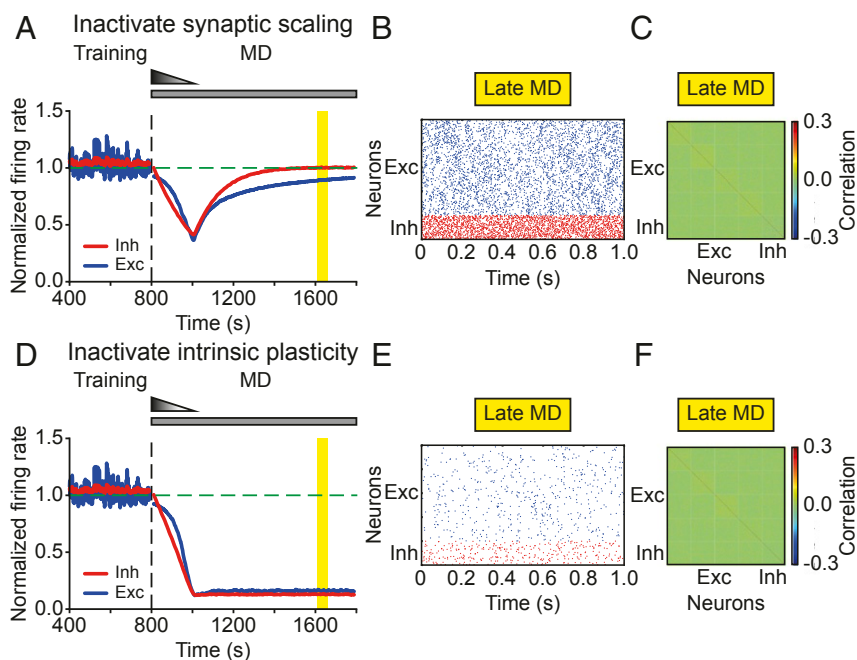 A Inactivate synaptic scaling
Training MD
1.5
1.0
0.5
0.0
Normalized firing rate
Inh
Exc
400 800 1200 1600
Time (s)
B
Late MD
Neurons
Exc
Inh
0 0.2 0.4 0.6 0.8 1.0
Time (s)
C
Late MD
Exc
Inh
Exc Inh
Neurons
0.3
0.0
-0.3
Correlation
D Inactivate intrinsic plasticity
Training MD
1.5
1.0
0.5
0.0
Normalized firing rate
Inh
Exc
400 800 1200 1600
Time (s)
E
Late MD
Neurons
Exc
Inh
0 0.2 0.4 0.6 0.8 1.0
Time (s)
F
Late MD
Exc
Inh
Exc Inh
Neurons
0.3
0.0
-0.3
Correlation